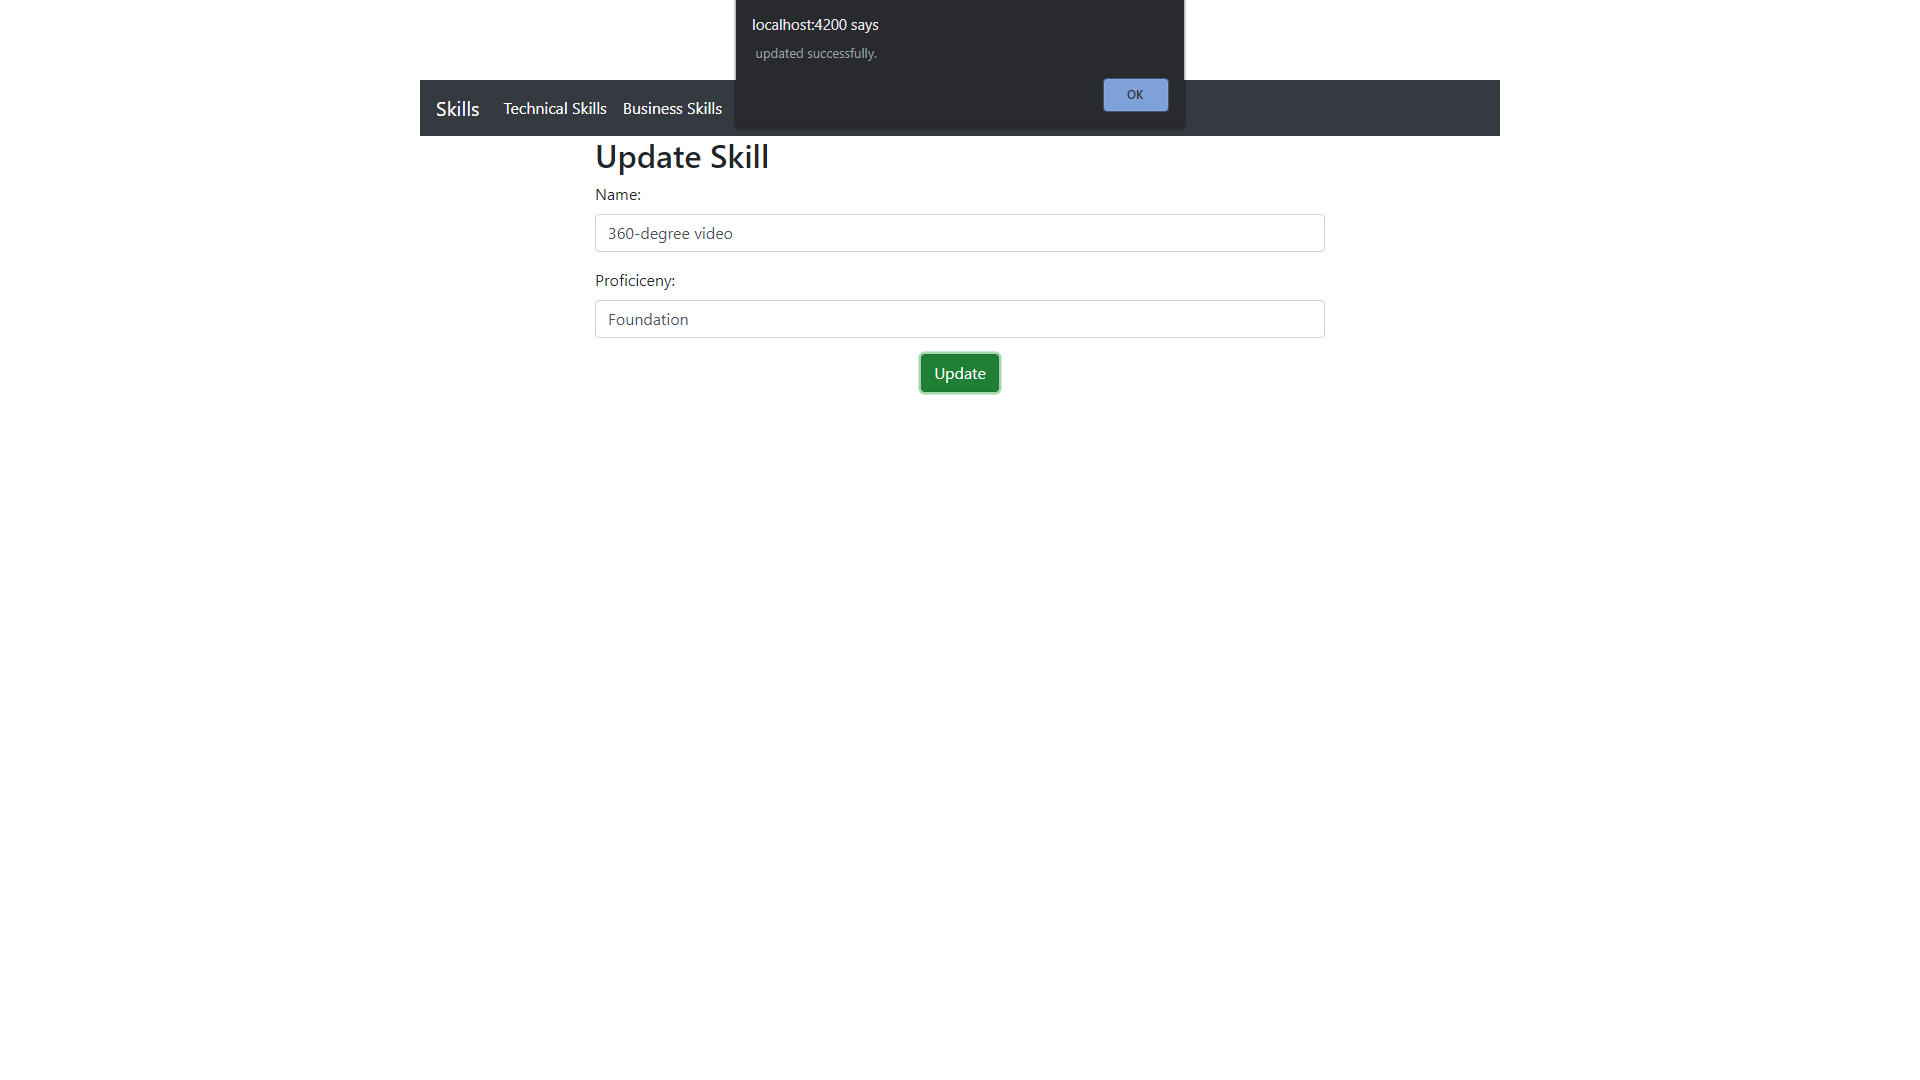 localhost:4200 says
updated successfully.
OK
Skills Technical Skills Business Skills
Update Skill
Name:
360-degree video
Proficiceny:
Foundation
Update